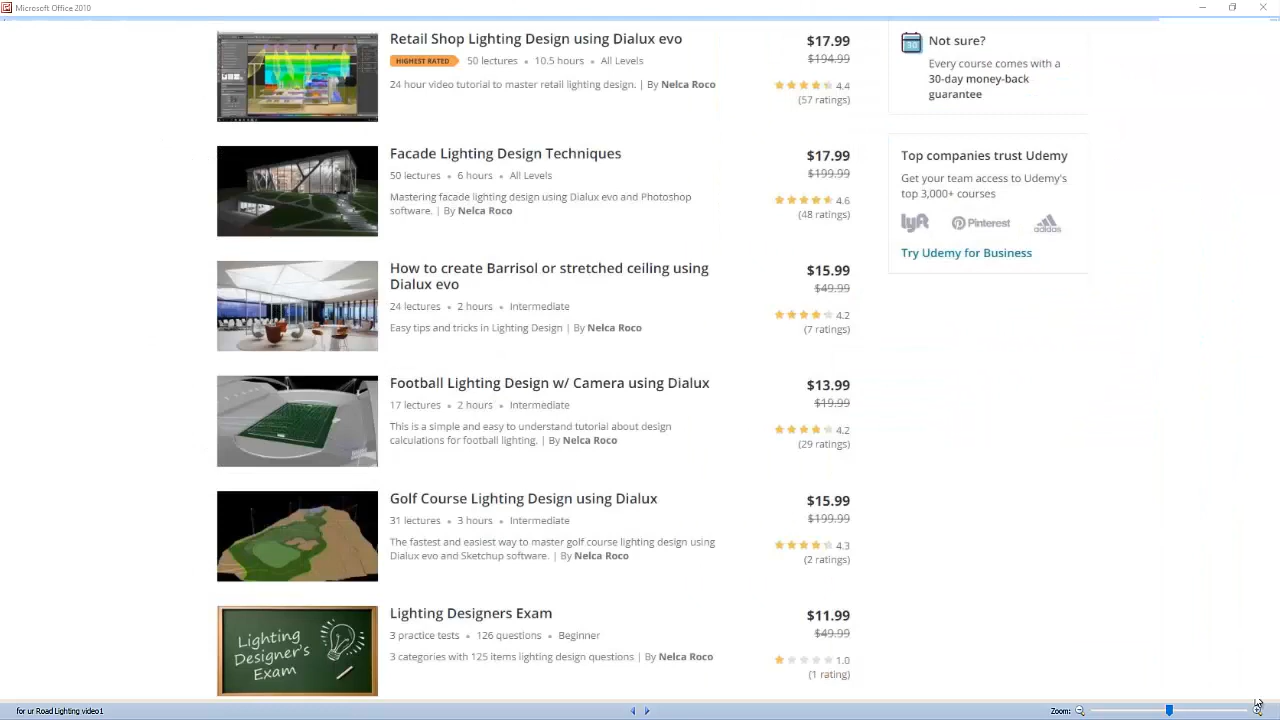 Microsoft Office 2010
Retail Shop Lighting Design using Dialux evo
HIGHEST RATED 50 lectures • 10.5 hours • All Levels
24 hour video tutorial to master retail lighting design. | By Nelca Roco
$17.99
$194.99
4.4
(57 ratings)
Facade Lighting Design Techniques
50 lectures • 6 hours • All Levels
Mastering facade lighting design using Dialux evo and Photoshop
software. | By Nelca Roco
$17.99
$199.99
4.6
(48 ratings)
How to create Barrisol or stretched ceiling using
Dialux evo
24 lectures • 2 hours • Intermediate
Easy tips and tricks in Lighting Design | By Nelca Roco
$15.99
$49.99
4.2
(7 ratings)
Football Lighting Design w/ Camera using Dialux
17 lectures • 2 hours • Intermediate
This is a simple and easy to understand tutorial about design
calculations for football lighting. | By Nelca Roco
$13.99
$19.99
4.2
(29 ratings)
Golf Course Lighting Design using Dialux
31 lectures • 3 hours • Intermediate
The fastest and easiest way to master golf course lighting design using
Dialux evo and Sketchup software. | By Nelca Roco
$15.99
$199.99
4.3
(2 ratings)
Lighting
Designer's
Exam
Lighting Designers Exam
3 practice tests • 126 questions • Beginner
3 categories with 125 items lighting design questions | By Nelca Roco
$11.99
$49.99
1.0
(1 rating)
30
Not sure?
Every course comes with a
30-day money-back
guarantee
Top companies trust Udemy
Get your team access to Udemy's
top 3,000+ courses
lyft Pinterest adidas
Try Udemy for Business
for ur Road Lighting video1
Zoom: